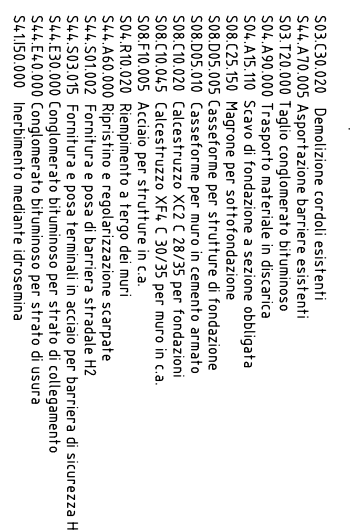 S03.C30.020 Demolizione cordoli esistenti
S44.A70.005 Asportazione barriere esistenti
S03.T20.000 Taglio conglomerato bituminoso
S04.A90.000 Trasporto materiale in discarica
S04.A15.110 Scavo di fondazione a sezione obbligata
S08.C25.150 Magrone per sottofondazione
S08.D05.005 Casseforme per strutture di fondazione
S08.D05.010 Casseforme per muro in cemento armato
S08.C10.020 Calcestruzzo XC2 C 28/35 per fondazioni
S08.C10.045 Calcestruzzo XF4 C 30/35 per muro in c.a.
S08.F10.005 Acciaio per strutture in c.a.
S04.R10.020 Riempimento a tergo dei muri
S44.A60.000 Ripristino e regolarizzazione scarpate
S44.S01.002 Fornitura e posa di barriera stradale H2
S44.S03.015 Fornitura e posa terminali in acciaio per barriera di sicurezza H
S44.E30.000 Conglomerato bituminoso per strato di collegamento
S44.E40.000 Conglomerato bituminoso per strato di usura
S41.I50.000 Inerbimento mediante idrosemina